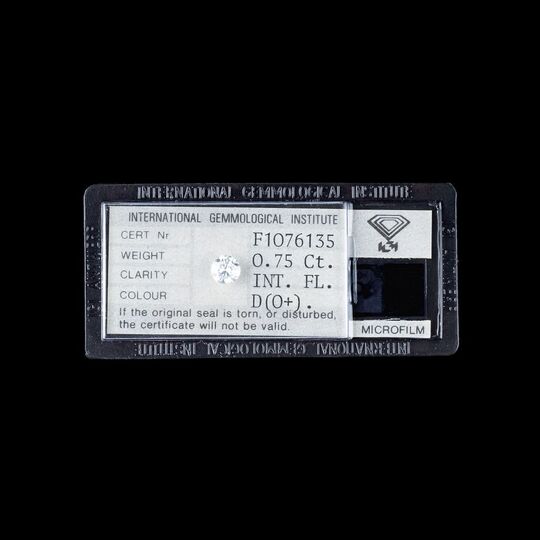 INTERNATIONAL GEMMOLOGICAL INSTITUTE
INTERNATIONAL GEMMOLOGICAL INSTITUTE
CERT Nr F1076135
WEIGHT 0.75 Ct.
CLARITY INT. FL.
COLOUR D(O+).
If the original seal is torn, or disturbed,
the certificate will not be valid.
MICROFILM
INTERNATIONAL GEMMOLOGICAL INSTITUTE